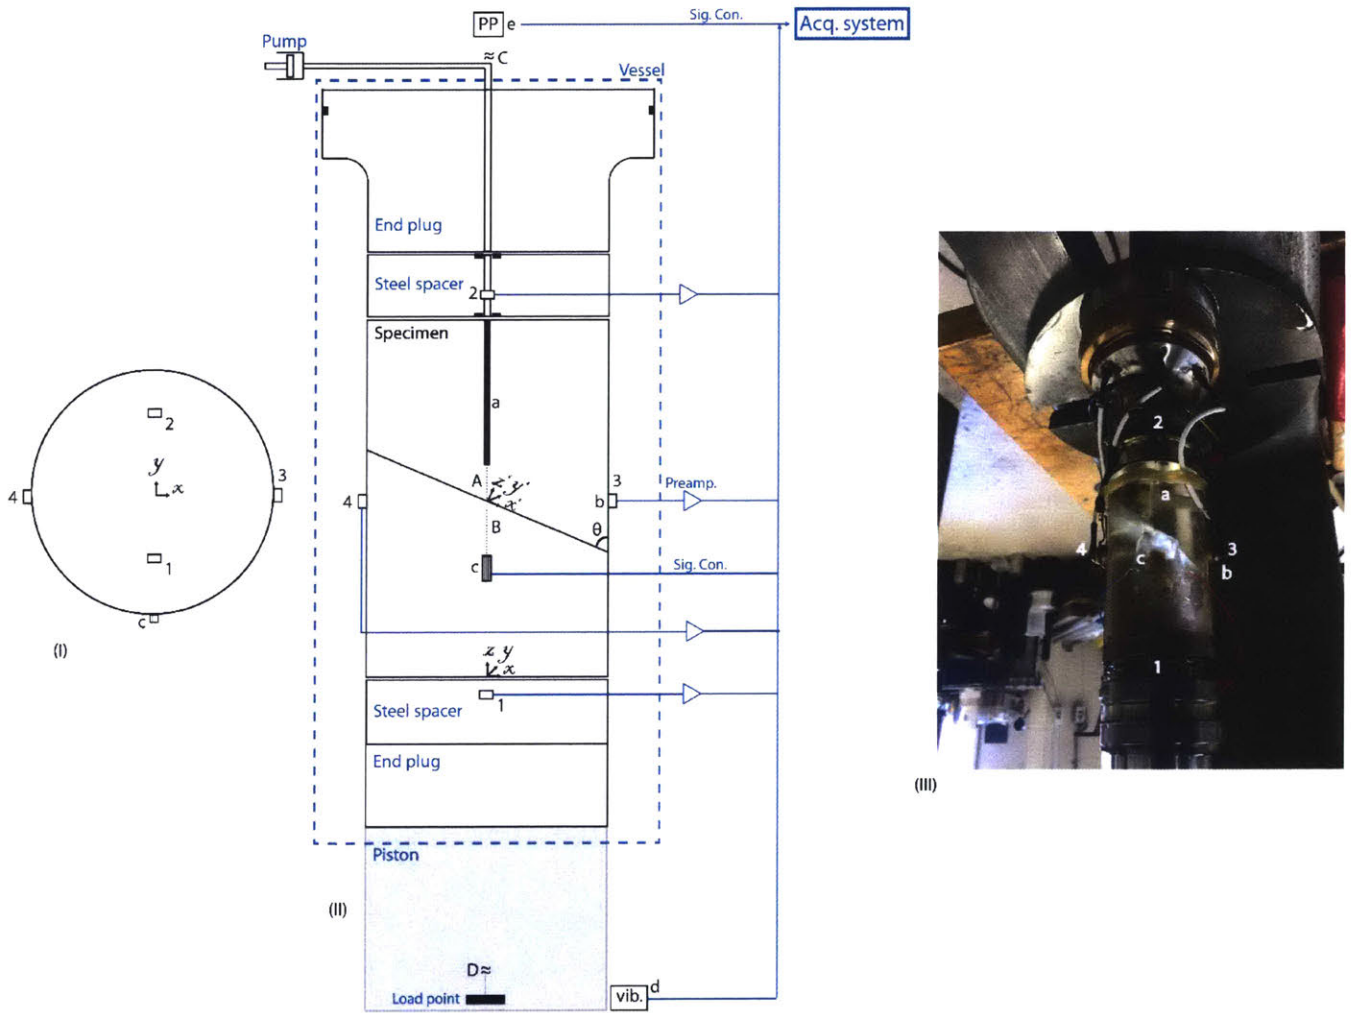 PP e
Sig. Con.
Acq. system
Pump
≈ C
Vessel
End plug
Steel spacer
2
Specimen
a
2
y
x
4
3
1
c
(I)
A
z' y'
x'
3
4
b
Preamp.
B
θ
c
Sig. Con.
z y
x
1
Steel spacer
End plug
Piston
(II)
D≈
Load point
vib. d
2
a
4
3
c
b
1
(III)